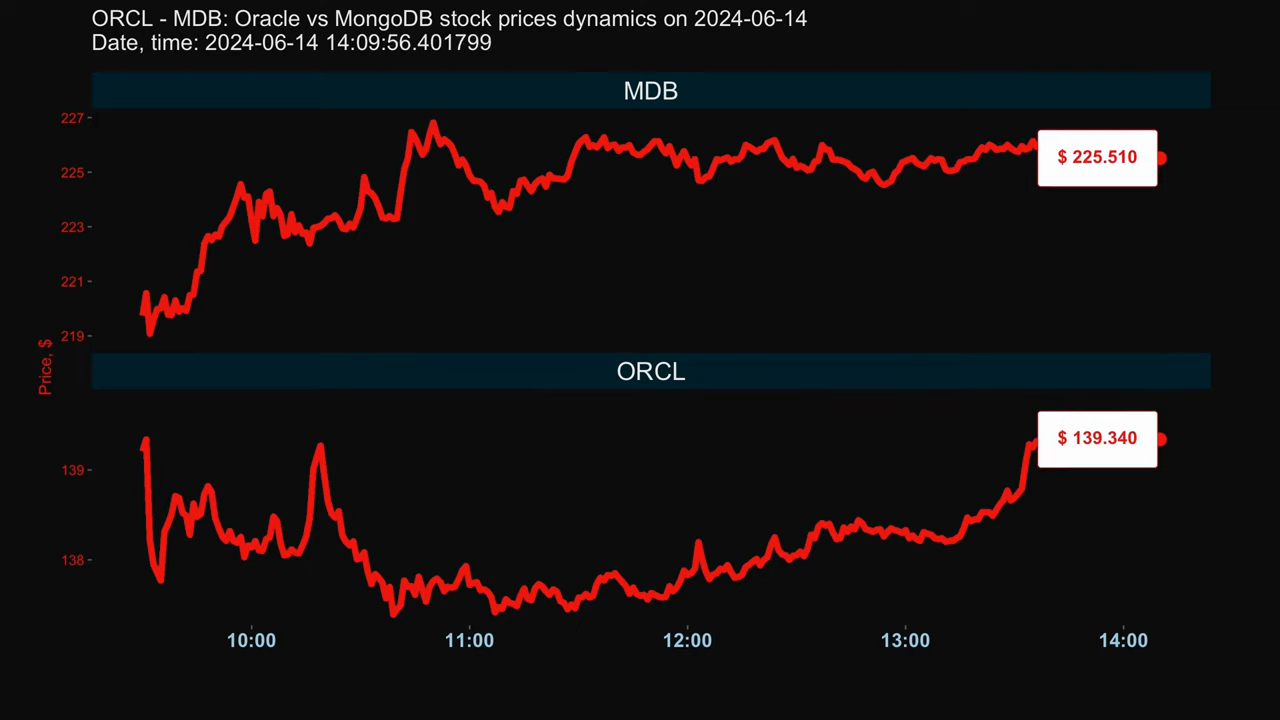 ORCL - MDB: Oracle vs MongoDB stock prices dynamics on 2024-06-14
Date, time: 2024-06-14 14:09:56.401799
MDB
227
225
223
221
219
$ 225.510
Price, $
ORCL
139
138
$ 139.340
10:00 11:00 12:00 13:00 14:00